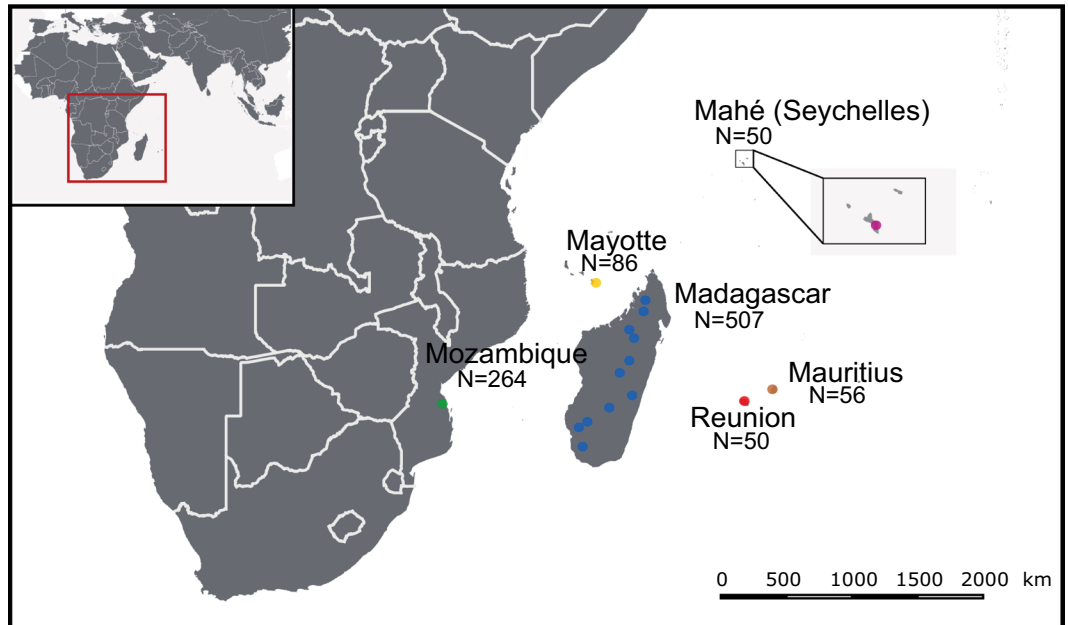 Mahé (Seychelles)
N=50
Mayotte
N=86
Madagascar
N=507
Mozambique
N=264
Mauritius
N=56
Reunion
N=50
0 500 1000 1500 2000 km